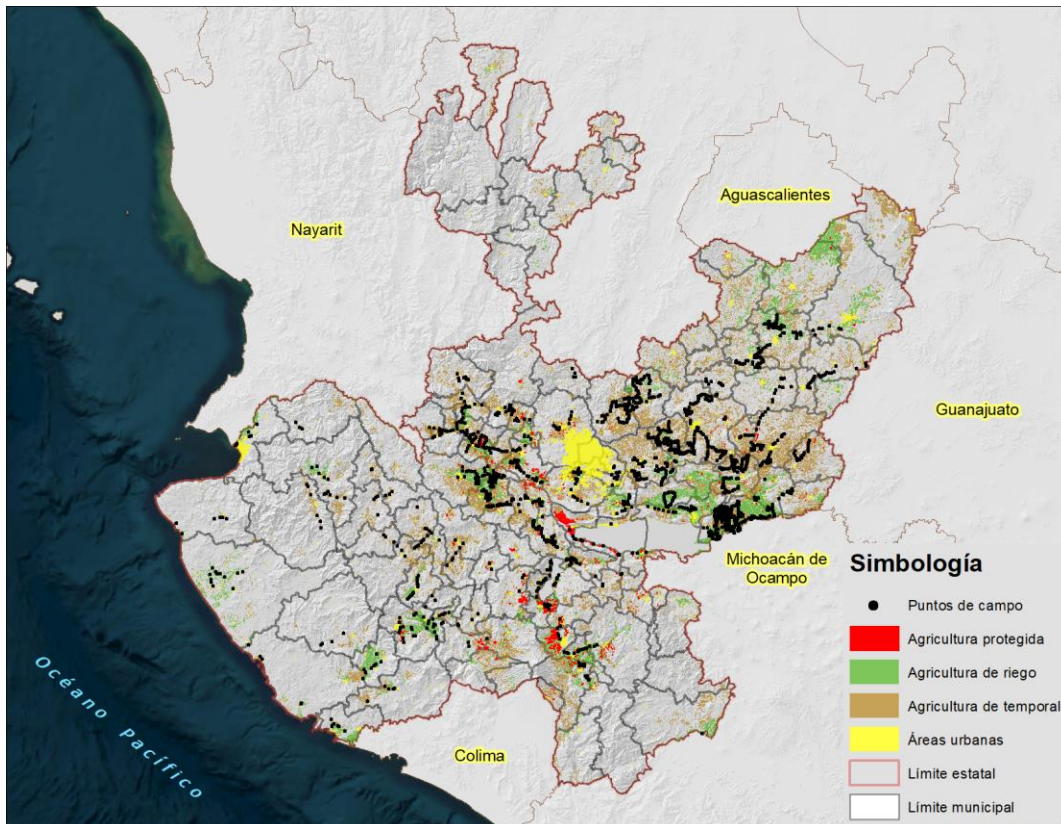 Aguascalientes
Nayarit
Guanajuato
Michoacán de
Ocampo
Colima
Océano Pacífico
Simbología
Puntos de campo
Agricultura protegida
Agricultura de riego
Agricultura de temporal
Áreas urbanas
Límite estatal
Límite municipal